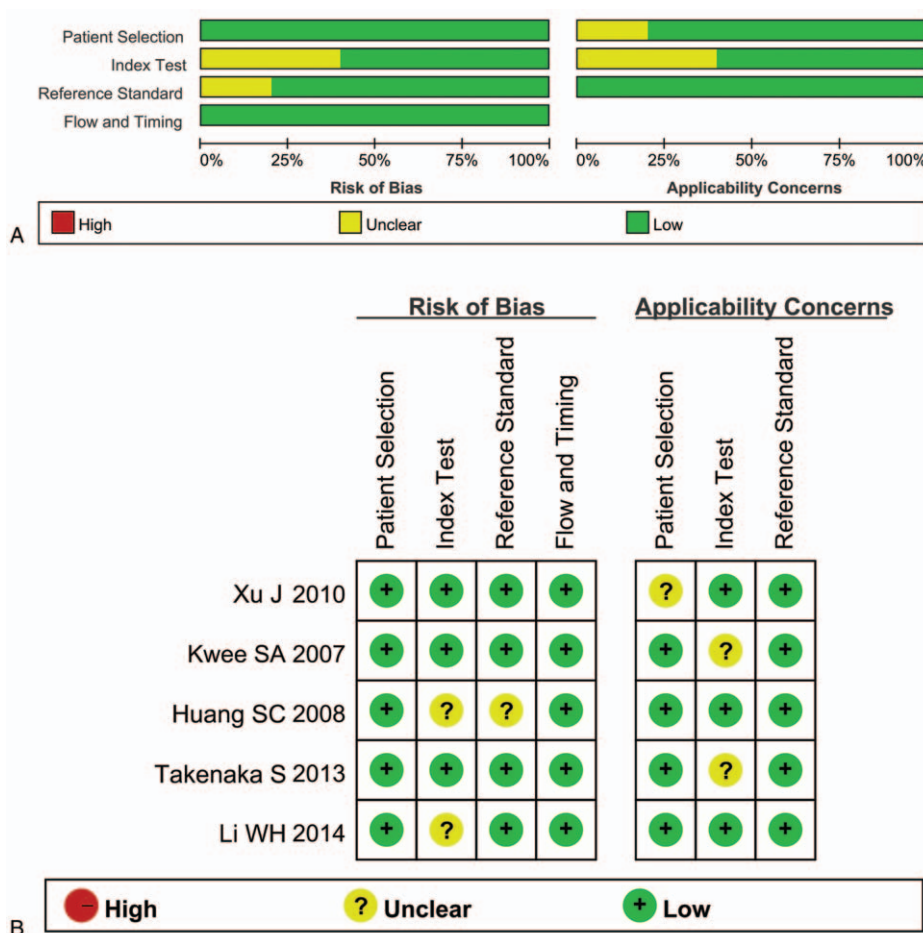 Patient Selection
Index Test
Reference Standard
Flow and Timing
0% 25% 50% 75% 100% 0% 25% 50% 75% 100%
Risk of Bias Applicability Concerns
A High Unclear Low
Risk of Bias Applicability Concerns
Patient Selection Index Test Reference Standard Flow and Timing Patient Selection Index Test Reference Standard
Xu J 2010 + + + + ? + +
Kwee SA 2007 + + + + + ? +
Huang SC 2008 + ? ? + + + +
Takenaka S 2013 + + + + + ? +
Li WH 2014 + ? + + + + +
B – High ? Unclear + Low